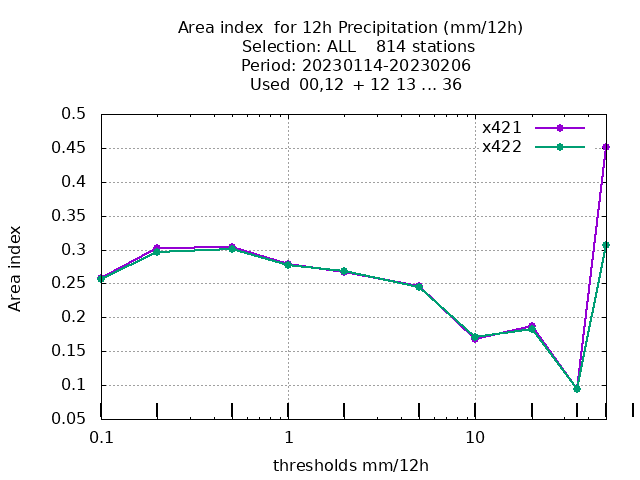 Area index  for 12h Precipitation (mm/12h)
Selection: ALL    814 stations
Period: 20230114-20230206
Used  00,12  + 12 13 ... 36
0.5
0.45
0.4
0.35
0.3
0.25
0.2
0.15
0.1
0.05
Area index
x421
x422
0.1
1
10
thresholds mm/12h